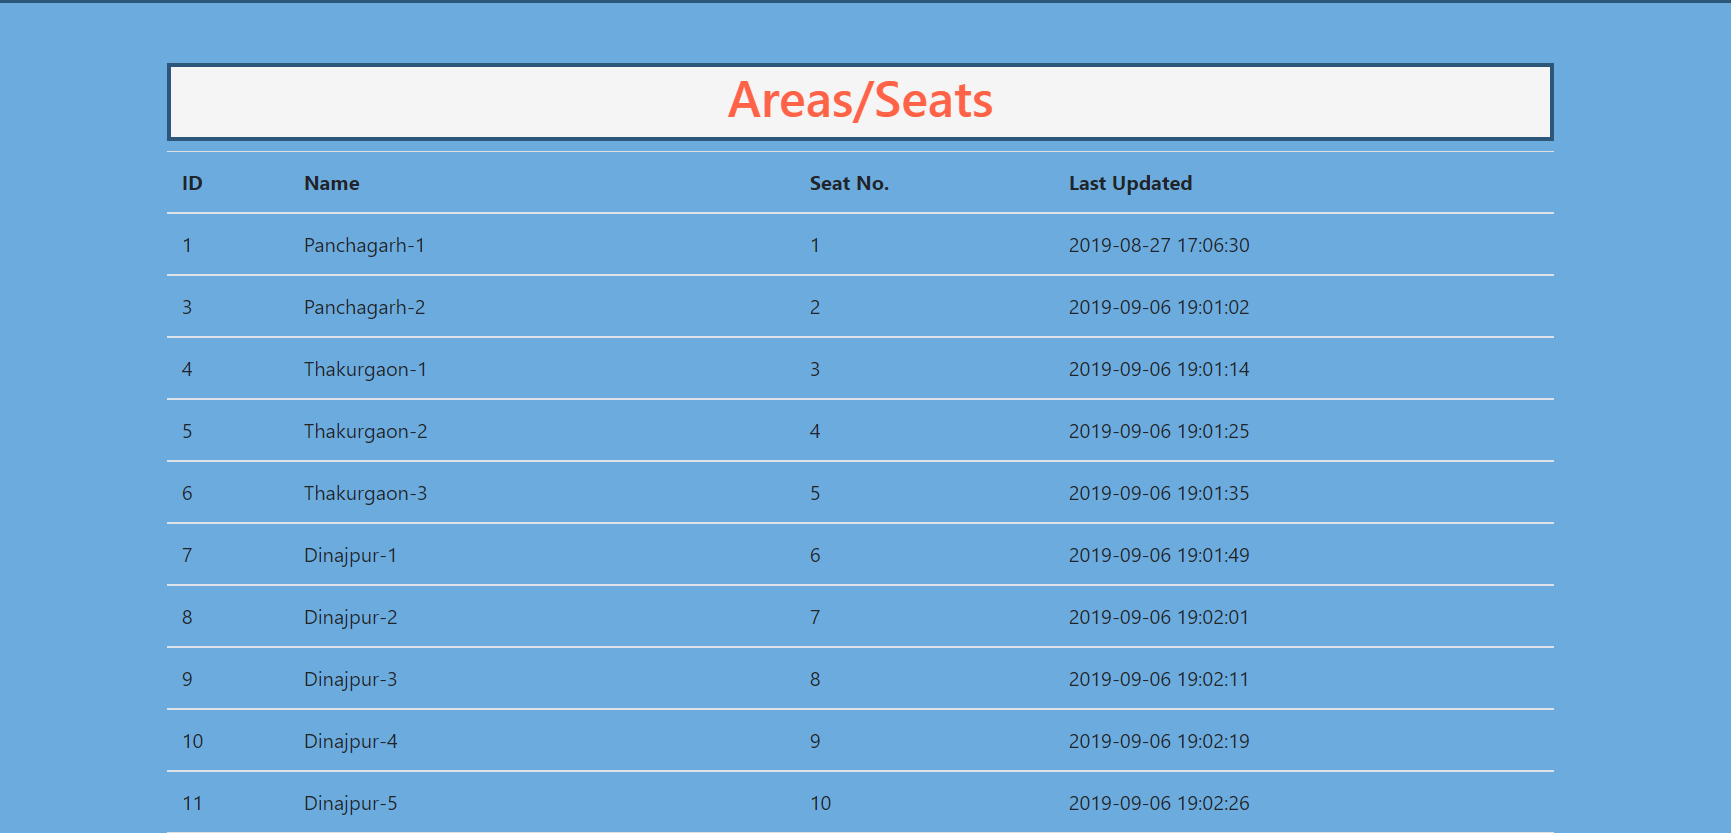 Areas/Seats
ID Name Seat No. Last Updated
1 Panchagarh-1 1 2019-08-27 17:06:30
3 Panchagarh-2 2 2019-09-06 19:01:02
4 Thakurgaon-1 3 2019-09-06 19:01:14
5 Thakurgaon-2 4 2019-09-06 19:01:25
6 Thakurgaon-3 5 2019-09-06 19:01:35
7 Dinajpur-1 6 2019-09-06 19:01:49
8 Dinajpur-2 7 2019-09-06 19:02:01
9 Dinajpur-3 8 2019-09-06 19:02:11
10 Dinajpur-4 9 2019-09-06 19:02:19
11 Dinajpur-5 10 2019-09-06 19:02:26